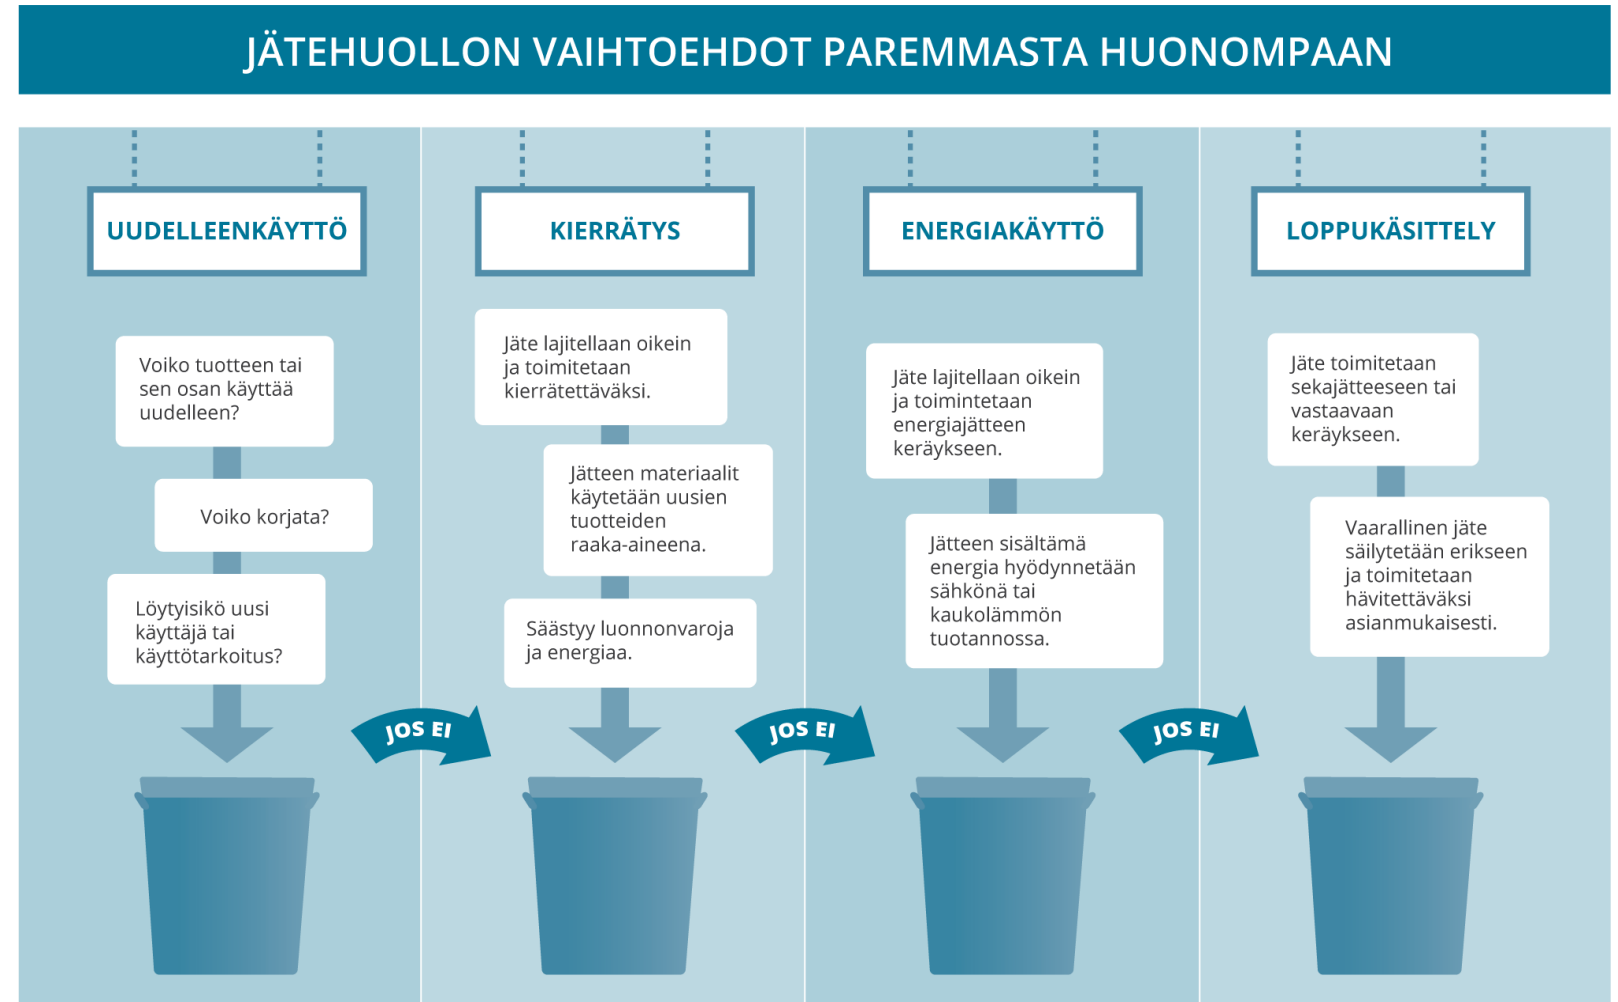 JÄTEHUOLLON VAIHTOEHDOT PAREMMASTA HUONOMPAAN
UUDELLEENKÄYTTÖ
Voiko tuotteen tai
sen osan käyttää
uudelleen?
Voiko korjata?
Löytyisikö uusi
käyttäjä tai
käyttötarkoitus?
JOS EI
KIERRÄTYS
Jäte lajitellaan oikein
ja toimitetaan
kierrätettäväksi.
Jätteen materiaalit
käytetään uusien
tuotteiden
raaka-aineena.
Säästyy luonnonvaroja
ja energiaa.
JOS EI
ENERGIAKÄYTTÖ
Jäte lajitellaan oikein
ja toimintetaan
energiajätteen
keräykseen.
Jätteen sisältämä
energia hyödynnetään
sähkönä tai
kaukolämmön
tuotannossa.
JOS EI
LOPPUKÄSITTELY
Jäte toimitetaan
sekajätteeseen tai
vastaavaan
keräykseen.
Vaarallinen jäte
säilytetään erikseen
ja toimitetaan
hävitettäväksi
asianmukaisesti.